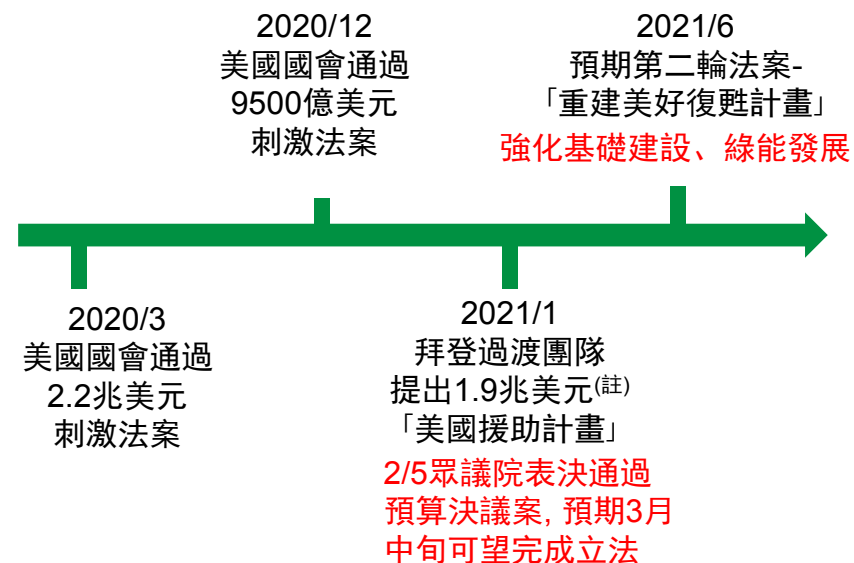 2020/12
美國國會通過
9500億美元
刺激法案
2021/6
預期第二輪法案-
「重建美好復甦計畫」
強化基礎建設、綠能發展
2020/3
美國國會通過
2.2兆美元
刺激法案
2021/1
拜登過渡團隊
提出1.9兆美元(註)
「美國援助計畫」
2/5眾議院表決通過
預算決議案, 預期3月
中旬可望完成立法